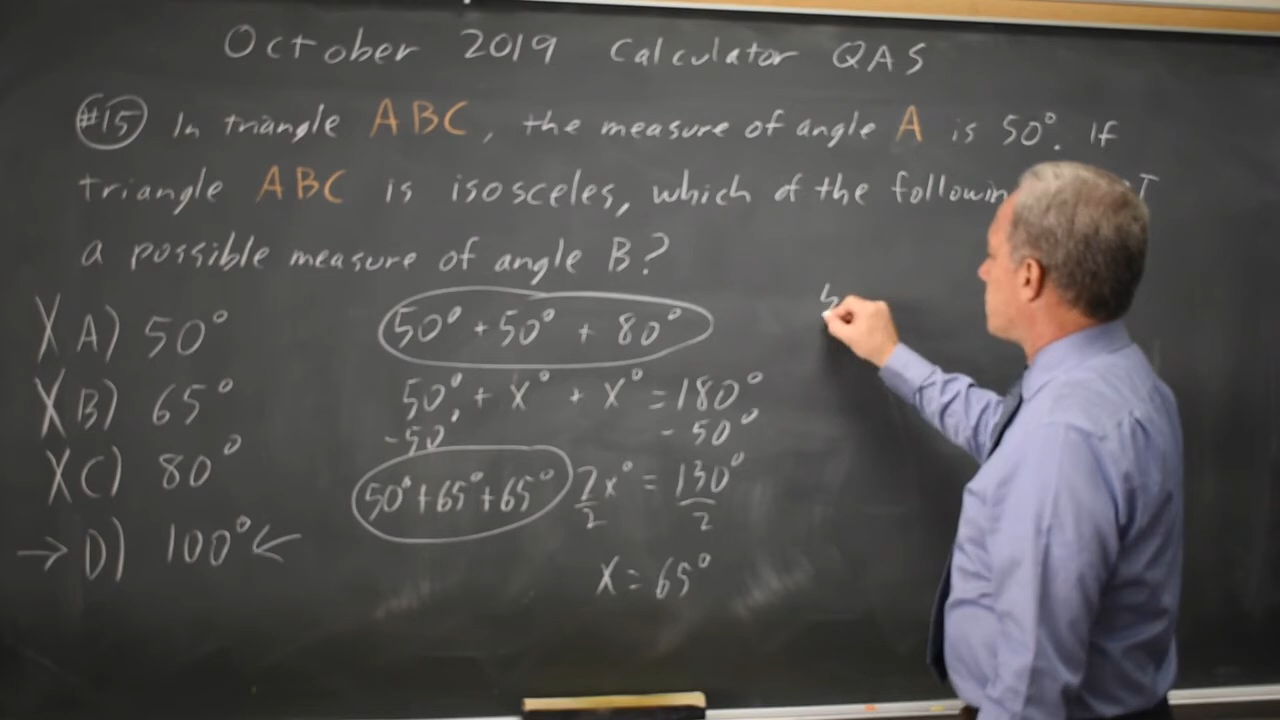 October 2019 Calculator QAS
#15 In triangle ABC, the measure of angle A is 50°. If
triangle ABC is isosceles, which of the following
a possible measure of angle B?
X A) 50°
50° + 50° + 80°
X B) 65°
50° + x° + x° = 180°
-50° - 50°
X C) 80°
50° + 65° + 65°
2x° = 130°
2 2
→ D) 100° ←
x = 65°